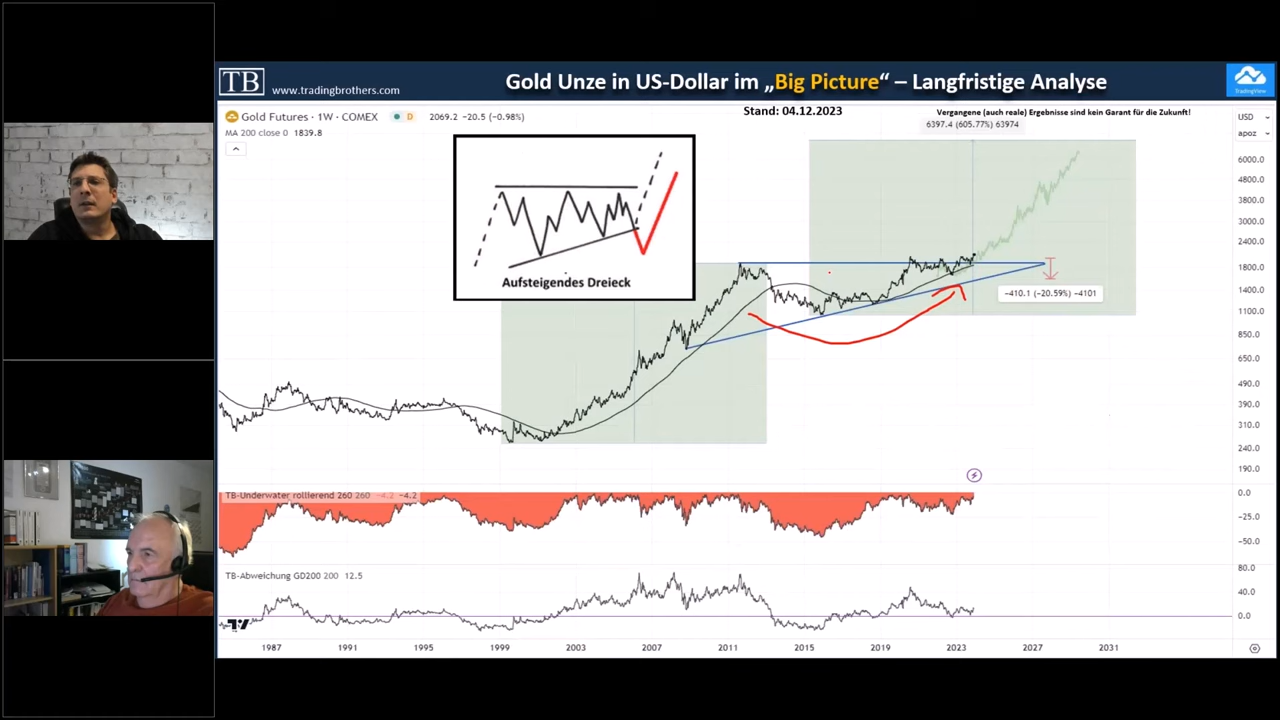 TB www.tradingbrothers.com
Gold Unze in US-Dollar im „Big Picture“ – Langfristige Analyse
TradingView
Gold Futures · 1W · COMEX D 2069.2 −20.5 (−0.98%)
MA 200 close 0 1839.8
Stand: 04.12.2023
Vergangene (auch reale) Ergebnisse sind kein Garant für die Zukunft!
6397.4 (605.77%) 63974
USD
apoz
Aufsteigendes Dreieck
−410.1 (−20.59%) −4101
6000.0
4800.0
3800.0
3000.0
2400.0
1800.0
1400.0
1100.0
850.0
650.0
490.0
390.0
310.0
240.0
190.0
TB-Underwater rollierend 260 260 −4.2 −4.2
0.0
−25.0
−50.0
TB-Abweichung GD200 200 12.5
80.0
40.0
0.0
1987 1991 1995 1999 2003 2007 2011 2015 2019 2023 2027 2031